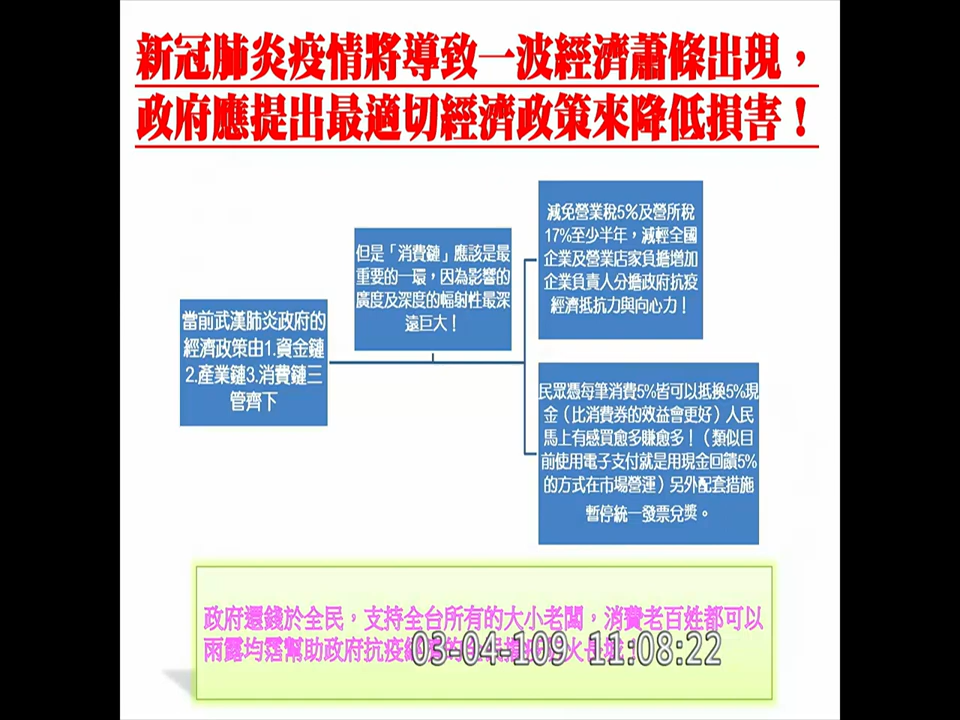 新冠肺炎疫情將導致一波經濟蕭條出現，
政府應提出最適切經濟政策來降低損害！
當前武漢肺炎政府的
經濟政策由1.資金鏈
2.產業鏈3.消費鏈三
管齊下
但是「消費鏈」應該是最
重要的一環，因為影響的
廣度及深度的幅射性最深
遠巨大！
減免營業稅5%及營所稅
17%至少半年，減輕全國
企業及營業店家負擔增加
企業負責人分擔政府抗疫
經濟抵抗力與向心力！
民眾憑每筆消費5%皆可以抵換5%現
金（比消費券的效益會更好）人民
馬上有感買愈多賺愈多！（類似目
前使用電子支付就是用現金回饋5%
的方式在市場營運）另外配套措施
暫停統一發票兌獎。
政府還錢於全民，支持全台所有的大小老闆，消費老百姓都可以
雨露均霑幫助政府抗疫
03-04-109 11:08:22